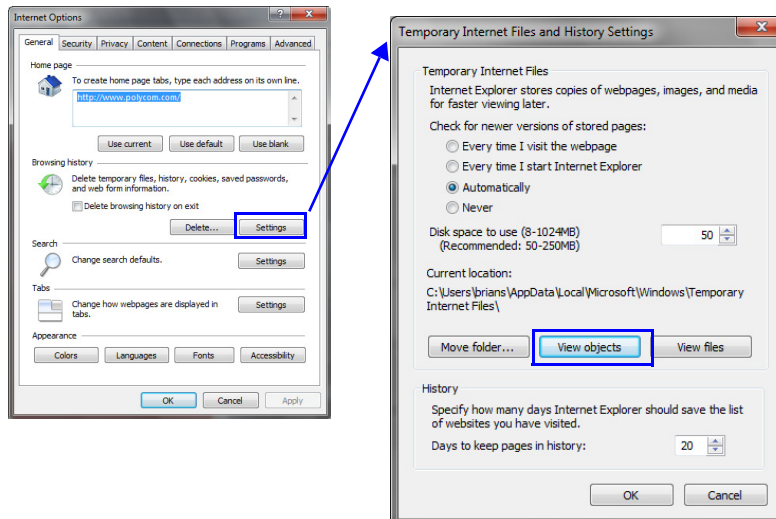 Internet Options
General Security Privacy Content Connections Programs Advanced
Home page
To create home page tabs, type each address on its own line.
http://www.polycom.com/
Use current Use default Use blank
Browsing history
Delete temporary files, history, cookies, saved passwords,
and web form information.
Delete browsing history on exit
Delete... Settings
Search
Change search defaults. Settings
Tabs
Change how webpages are displayed in
tabs.
Settings
Appearance
Colors Languages Fonts Accessibility
OK Cancel Apply
Temporary Internet Files and History Settings
Temporary Internet Files
Internet Explorer stores copies of webpages, images, and media
for faster viewing later.
Check for newer versions of stored pages:
Every time I visit the webpage
Every time I start Internet Explorer
Automatically
Never
Disk space to use (8-1024MB)
(Recommended: 50-250MB)
50
Current location:
C:\Users\brians\AppData\Local\Microsoft\Windows\Temporary
Internet Files\
Move folder... View objects View files
History
Specify how many days Internet Explorer should save the list
of websites you have visited.
Days to keep pages in history: 20
OK Cancel